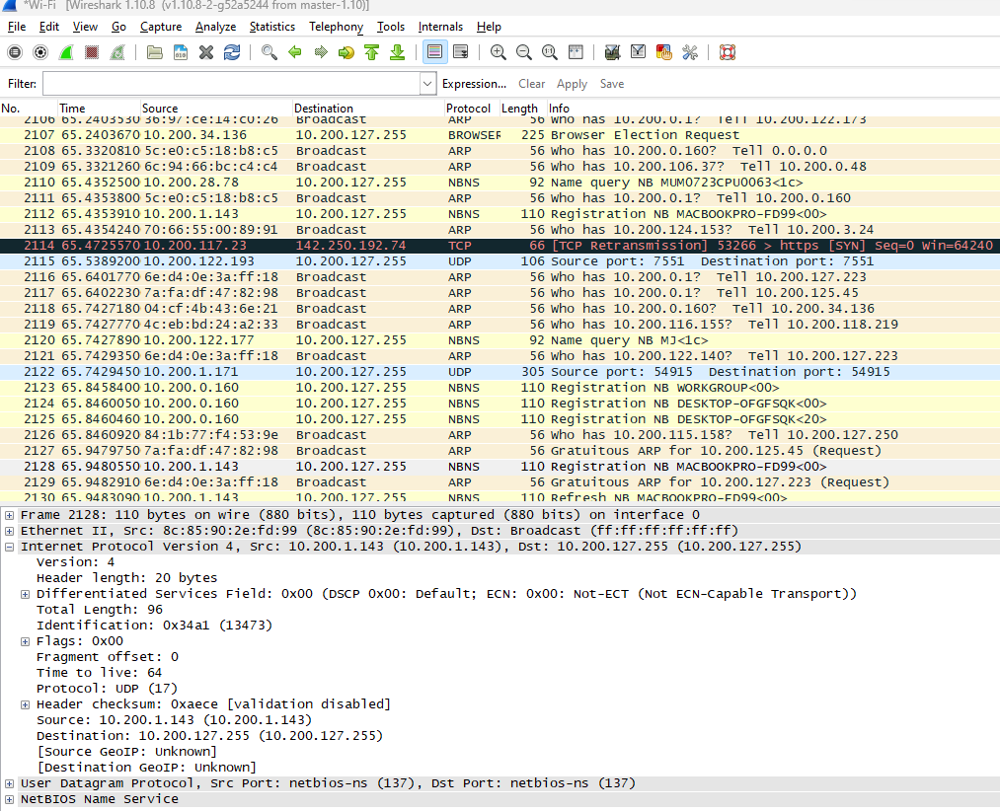 *Wi-Fi [Wireshark 1.10.8 (v1.10.8-2-g52a5244 from master-1.10)]
File Edit View Go Capture Analyze Statistics Telephony Tools Internals Help
Filter: Expression... Clear Apply Save
No. Time Source Destination Protocol Length Info
2106 65.2403530 36:97:ce:14:c0:26 Broadcast ARP 56 Who has 10.200.0.1? Tell 10.200.122.173
2107 65.2403670 10.200.34.136 10.200.127.255 BROWSER 225 Browser Election Request
2108 65.3320810 5c:e0:c5:18:b8:c5 Broadcast ARP 56 Who has 10.200.0.160? Tell 0.0.0.0
2109 65.3321260 6c:94:66:bc:c4:c4 Broadcast ARP 56 Who has 10.200.106.37? Tell 10.200.0.48
2110 65.4352500 10.200.28.78 10.200.127.255 NBNS 92 Name query NB MUM0723CPU0063<1c>
2111 65.4353800 5c:e0:c5:18:b8:c5 Broadcast ARP 56 Who has 10.200.0.1? Tell 10.200.0.160
2112 65.4353910 10.200.1.143 10.200.127.255 NBNS 110 Registration NB MACBOOKPRO-FD99<00>
2113 65.4354240 70:66:55:00:89:91 Broadcast ARP 56 Who has 10.200.124.153? Tell 10.200.3.24
2114 65.4725570 10.200.117.23 142.250.192.74 TCP 66 [TCP Retransmission] 53266 > https [SYN] Seq=0 Win=64240
2115 65.5389200 10.200.122.193 10.200.127.255 UDP 106 Source port: 7551 Destination port: 7551
2116 65.6401770 6e:d4:0e:3a:ff:18 Broadcast ARP 56 Who has 10.200.0.1? Tell 10.200.127.223
2117 65.6402230 7a:fa:df:47:82:98 Broadcast ARP 56 Who has 10.200.0.1? Tell 10.200.125.45
2118 65.7427180 04:cf:4b:43:6e:21 Broadcast ARP 56 Who has 10.200.0.160? Tell 10.200.34.136
2119 65.7427770 4c:eb:bd:24:a2:33 Broadcast ARP 56 Who has 10.200.116.155? Tell 10.200.118.219
2120 65.7427890 10.200.122.177 10.200.127.255 NBNS 92 Name query NB MJ<1c>
2121 65.7429350 6e:d4:0e:3a:ff:18 Broadcast ARP 56 Who has 10.200.122.140? Tell 10.200.127.223
2122 65.7429450 10.200.1.171 10.200.127.255 UDP 305 Source port: 54915 Destination port: 54915
2123 65.8458400 10.200.0.160 10.200.127.255 NBNS 110 Registration NB WORKGROUP<00>
2124 65.8460050 10.200.0.160 10.200.127.255 NBNS 110 Registration NB DESKTOP-OFGFSQK<00>
2125 65.8460460 10.200.0.160 10.200.127.255 NBNS 110 Registration NB DESKTOP-OFGFSQK<20>
2126 65.8460920 84:1b:77:f4:53:9e Broadcast ARP 56 Who has 10.200.115.158? Tell 10.200.127.250
2127 65.9479750 7a:fa:df:47:82:98 Broadcast ARP 56 Gratuitous ARP for 10.200.125.45 (Request)
2128 65.9480550 10.200.1.143 10.200.127.255 NBNS 110 Registration NB MACBOOKPRO-FD99<00>
2129 65.9482910 6e:d4:0e:3a:ff:18 Broadcast ARP 56 Gratuitous ARP for 10.200.127.223 (Request)
2130 65.9483090 10.200.1.143 10.200.127.255 NBNS 110 Refresh NB MACBOOKPRO-FD99<00>
Frame 2128: 110 bytes on wire (880 bits), 110 bytes captured (880 bits) on interface 0
Ethernet II, Src: 8c:85:90:2e:fd:99 (8c:85:90:2e:fd:99), Dst: Broadcast (ff:ff:ff:ff:ff:ff)
Internet Protocol Version 4, Src: 10.200.1.143 (10.200.1.143), Dst: 10.200.127.255 (10.200.127.255)
Version: 4
Header length: 20 bytes
Differentiated Services Field: 0x00 (DSCP 0x00: Default; ECN: 0x00: Not-ECT (Not ECN-Capable Transport))
Total Length: 96
Identification: 0x34a1 (13473)
Flags: 0x00
Fragment offset: 0
Time to live: 64
Protocol: UDP (17)
Header checksum: 0xaece [validation disabled]
Source: 10.200.1.143 (10.200.1.143)
Destination: 10.200.127.255 (10.200.127.255)
[Source GeoIP: Unknown]
[Destination GeoIP: Unknown]
User Datagram Protocol, Src Port: netbios-ns (137), Dst Port: netbios-ns (137)
NetBIOS Name Service